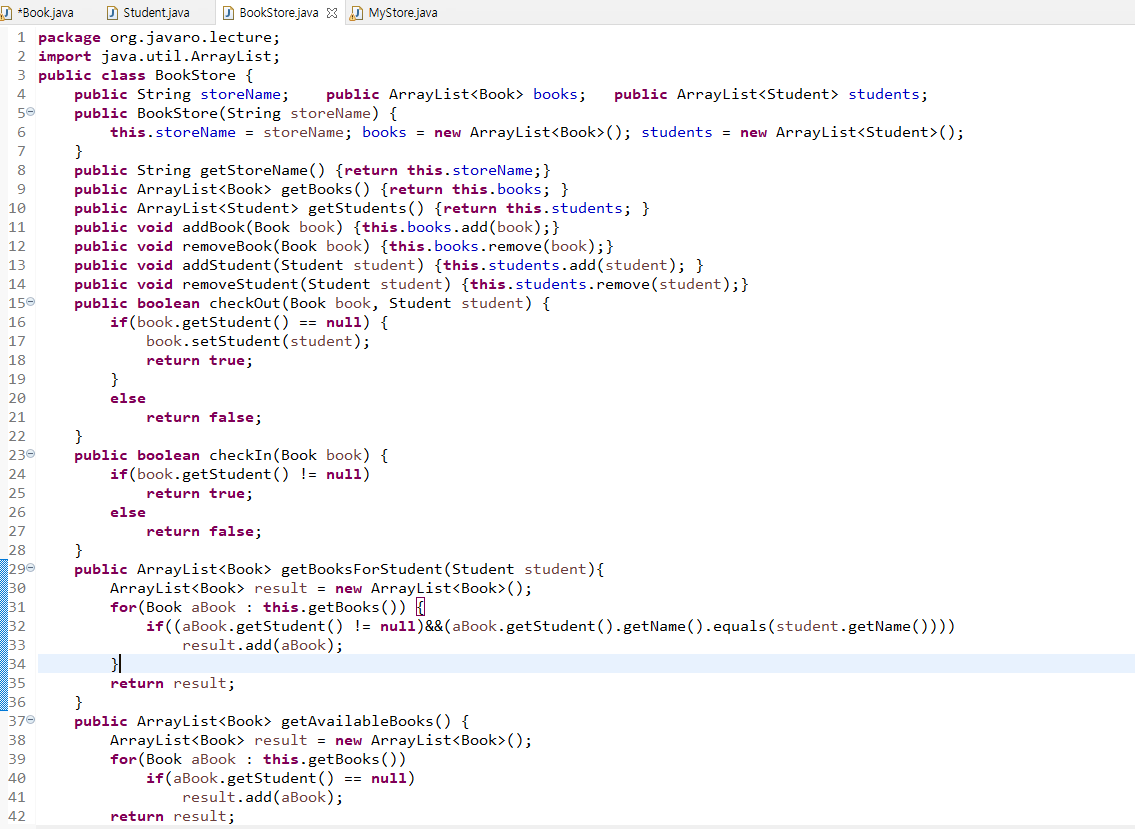 *Book.java Student.java BookStore.java MyStore.java
1 package org.javaro.lecture;
2 import java.util.ArrayList;
3 public class BookStore {
4     public String storeName;    public ArrayList<Book> books;   public ArrayList<Student> students;
5     public BookStore(String storeName) {
6         this.storeName = storeName; books = new ArrayList<Book>(); students = new ArrayList<Student>();
7     }
8     public String getStoreName() {return this.storeName;}
9     public ArrayList<Book> getBooks() {return this.books; }
10     public ArrayList<Student> getStudents() {return this.students; }
11     public void addBook(Book book) {this.books.add(book);}
12     public void removeBook(Book book) {this.books.remove(book);}
13     public void addStudent(Student student) {this.students.add(student); }
14     public void removeStudent(Student student) {this.students.remove(student);}
15     public boolean checkOut(Book book, Student student) {
16         if(book.getStudent() == null) {
17             book.setStudent(student);
18             return true;
19         }
20         else
21             return false;
22     }
23     public boolean checkIn(Book book) {
24         if(book.getStudent() != null)
25             return true;
26         else
27             return false;
28     }
29     public ArrayList<Book> getBooksForStudent(Student student){
30         ArrayList<Book> result = new ArrayList<Book>();
31         for(Book aBook : this.getBooks()) {
32             if((aBook.getStudent() != null)&&(aBook.getStudent().getName().equals(student.getName())))
33                 result.add(aBook);
34         }
35         return result;
36     }
37     public ArrayList<Book> getAvailableBooks() {
38         ArrayList<Book> result = new ArrayList<Book>();
39         for(Book aBook : this.getBooks())
40             if(aBook.getStudent() == null)
41                 result.add(aBook);
42         return result;